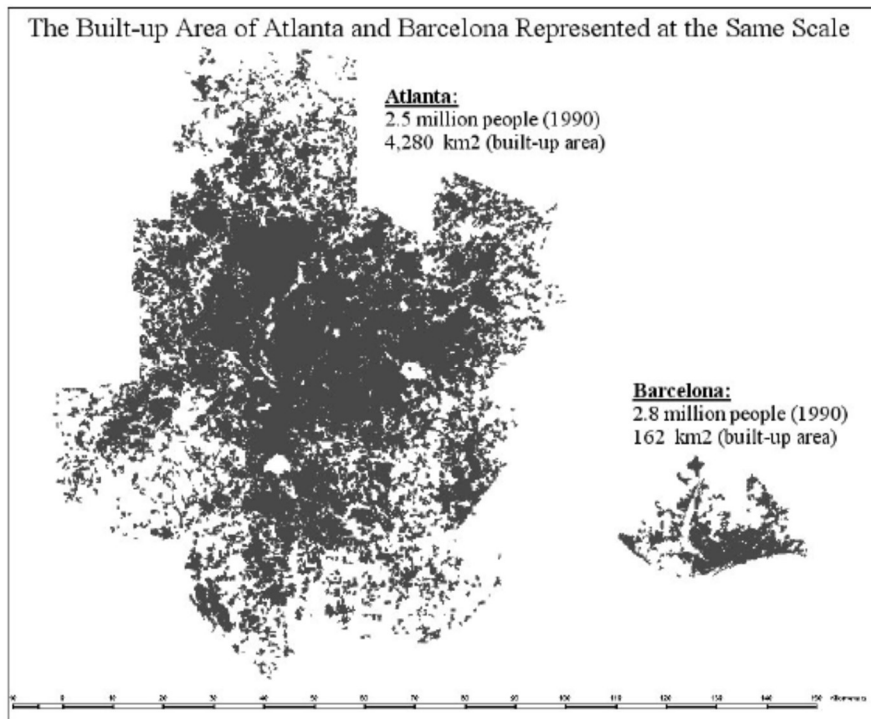 The Built-up Area of Atlanta and Barcelona Represented at the Same Scale
Atlanta:
2.5 million people (1990)
4,280 km2 (built-up area)
Barcelona:
2.8 million people (1990)
162 km2 (built-up area)
0 10 20 30 40 50 60 70 80 90 100 110 120 130 140 150